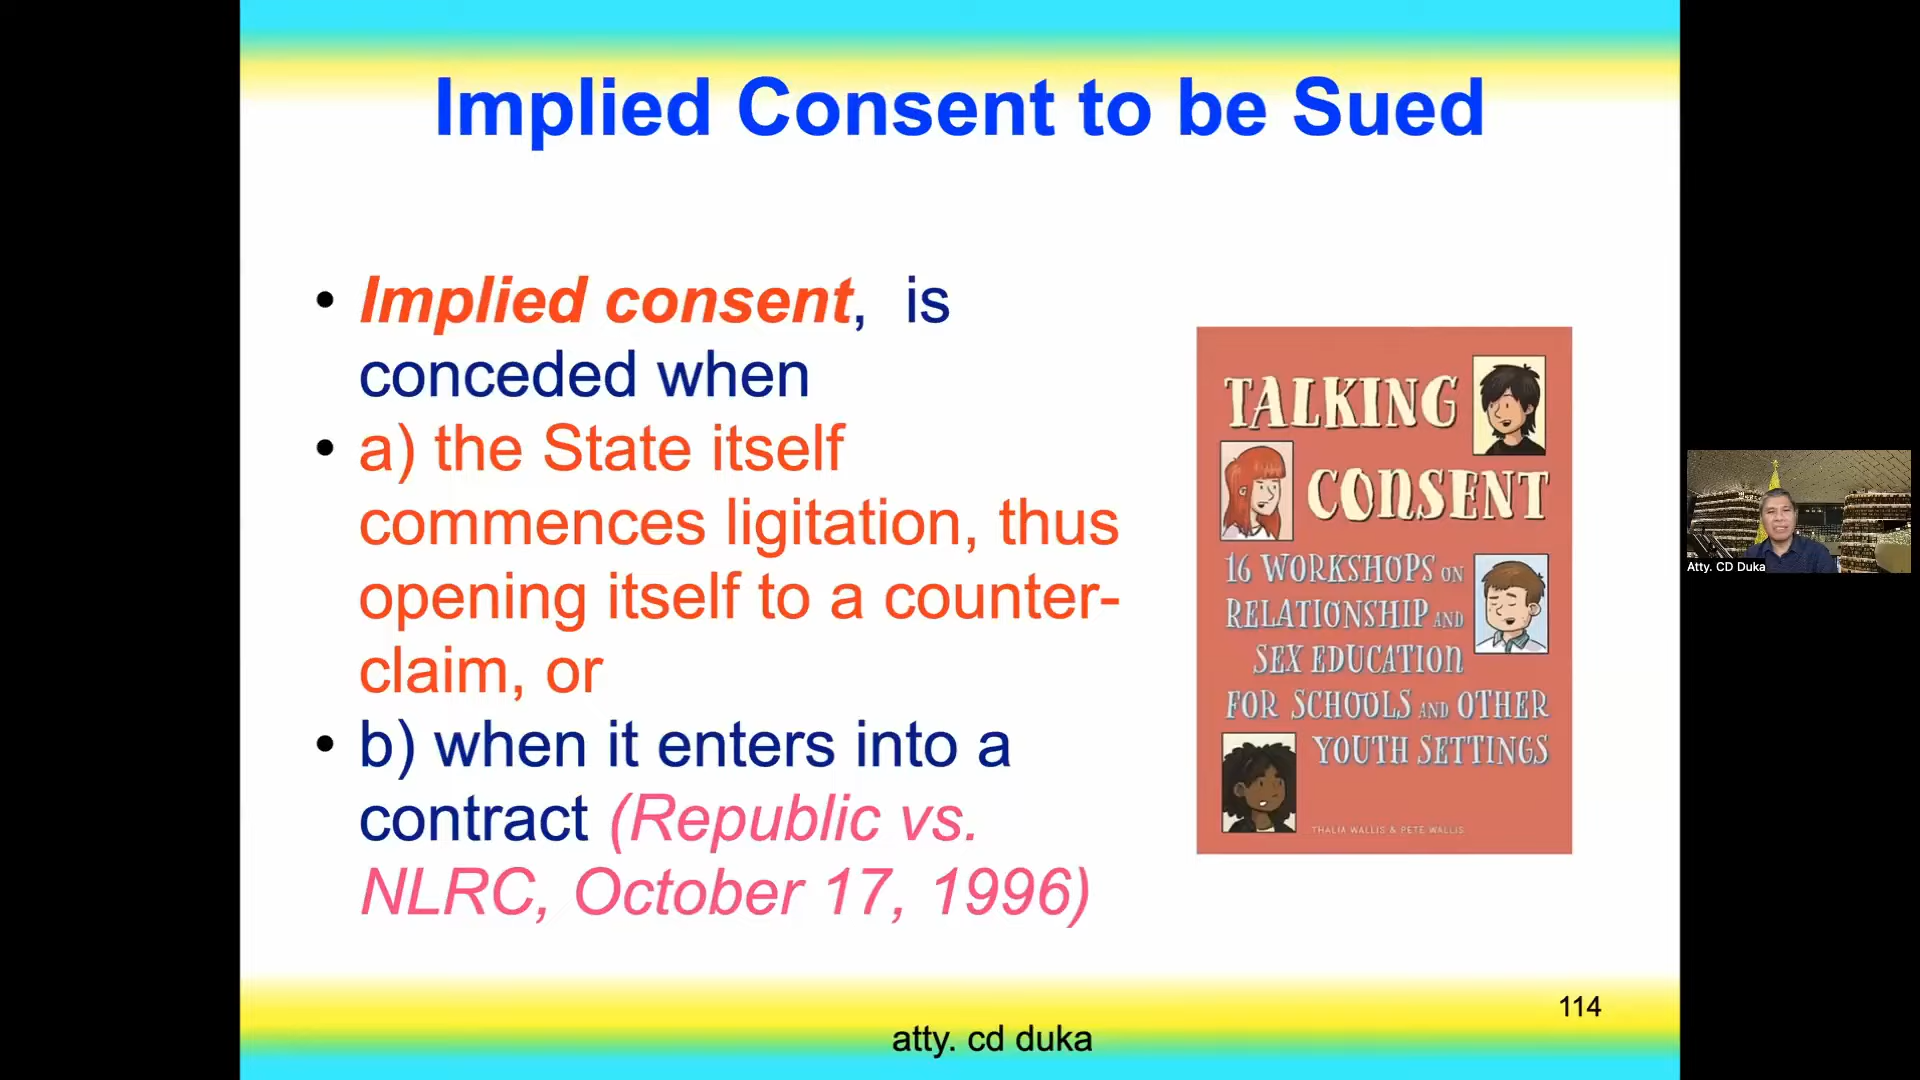 Implied Consent to be Sued
• Implied consent,  is
conceded when
• a) the State itself
commences ligitation, thus
opening itself to a counter-
claim, or
• b) when it enters into a
contract (Republic vs.
NLRC, October 17, 1996)
TALKING
CONSENT
16 WORKSHOPS ON
RELATIONSHIP AND
SEX EDUCATION
FOR SCHOOLS AND OTHER
YOUTH SETTINGS
THALIA WALLIS & PETE WALLIS
Atty. CD Duka
114
atty. cd duka